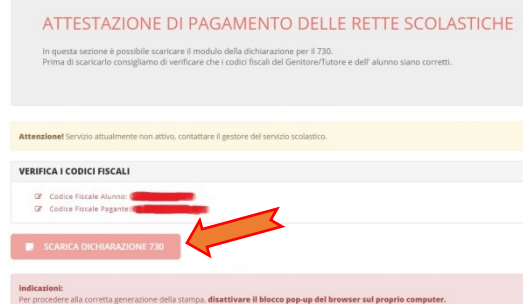 ATTESTAZIONE DI PAGAMENTO DELLE RETTE SCOLASTICHE
In questa sezione è possibile scaricare il modulo della dichiarazione per il 730.
Prima di scaricarlo consigliamo di verificare che i codici fiscali del Genitore/Tutore e dell' alunno siano corretti.
Attenzione! Servizio attualmente non attivo, contattare il gestore del servizio scolastico.
VERIFICA I CODICI FISCALI
Codice Fiscale Alunno:
Codice Fiscale Pagante:
SCARICA DICHIARAZIONE 730
indicazioni:
Per procedere alla corretta generazione della stampa, disattivare il blocco pop-up del browser sul proprio computer.